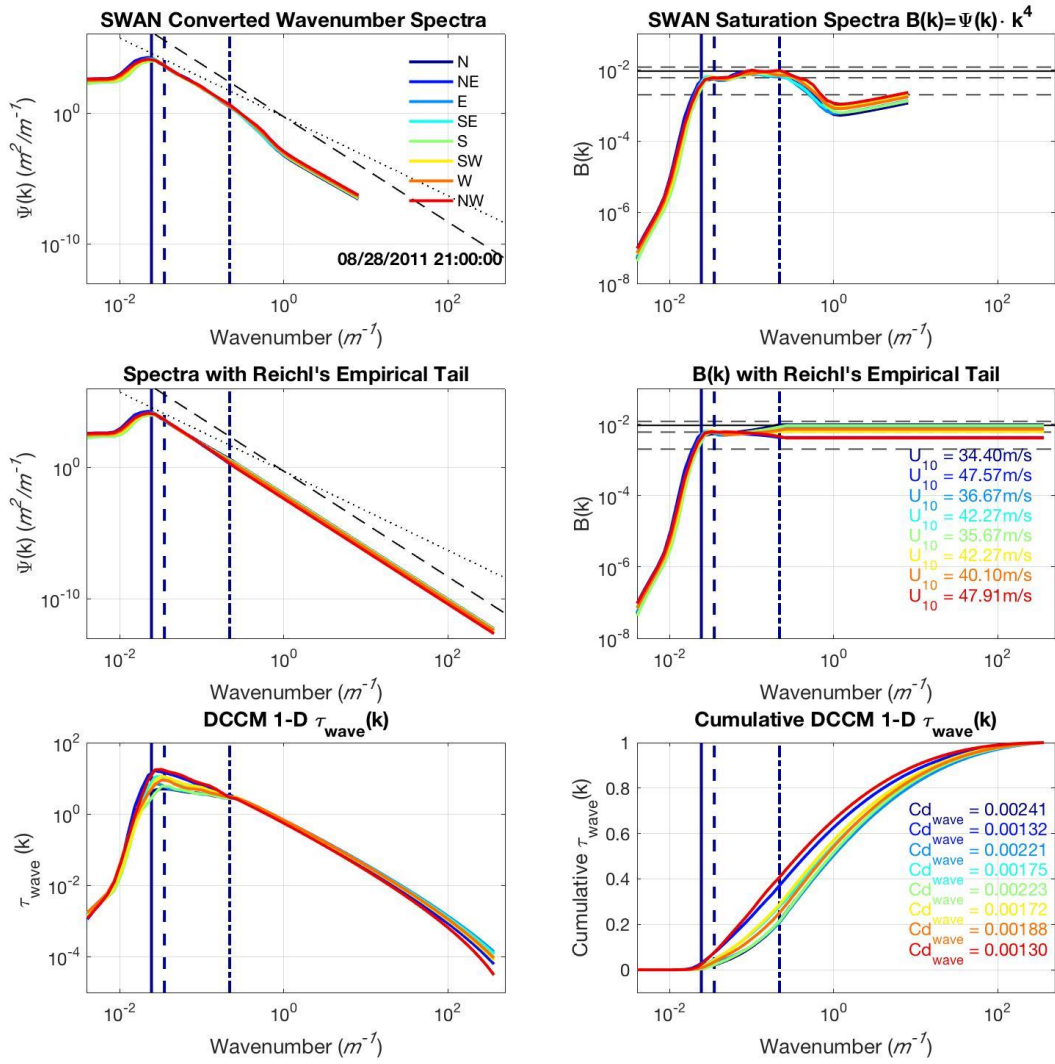 SWAN Converted Wavenumber Spectra
Ψ(k) (m²/m⁻¹)
10⁰
10⁻¹⁰
N
NE
E
SE
S
SW
W
NW
08/28/2011 21:00:00
10⁻² 10⁰ 10²
Wavenumber (m⁻¹)
SWAN Saturation Spectra B(k)=Ψ(k)· k⁴
B(k)
10⁻²
10⁻⁴
10⁻⁶
10⁻⁸
10⁻² 10⁰ 10²
Wavenumber (m⁻¹)
Spectra with Reichl's Empirical Tail
Ψ(k) (m²/m⁻¹)
10⁰
10⁻¹⁰
10⁻² 10⁰ 10²
Wavenumber (m⁻¹)
B(k) with Reichl's Empirical Tail
B(k)
10⁻²
10⁻⁴
10⁻⁶
10⁻⁸
U₁₀ = 34.40m/s
U₁₀ = 47.57m/s
U₁₀ = 36.67m/s
U₁₀ = 42.27m/s
U₁₀ = 35.67m/s
U₁₀ = 42.27m/s
U₁₀ = 40.10m/s
U₁₀ = 47.91m/s
10⁻² 10⁰ 10²
Wavenumber (m⁻¹)
DCCM 1-D τwave(k)
τwave(k)
10²
10⁰
10⁻²
10⁻⁴
10⁻² 10⁰ 10²
Wavenumber (m⁻¹)
Cumulative DCCM 1-D τwave(k)
Cumulative τwave(k)
1
0.8
0.6
0.4
0.2
0
Cdwave = 0.00241
Cdwave = 0.00132
Cdwave = 0.00221
Cdwave = 0.00175
Cdwave = 0.00223
Cdwave = 0.00172
Cdwave = 0.00188
Cdwave = 0.00130
10⁻² 10⁰ 10²
Wavenumber (m⁻¹)